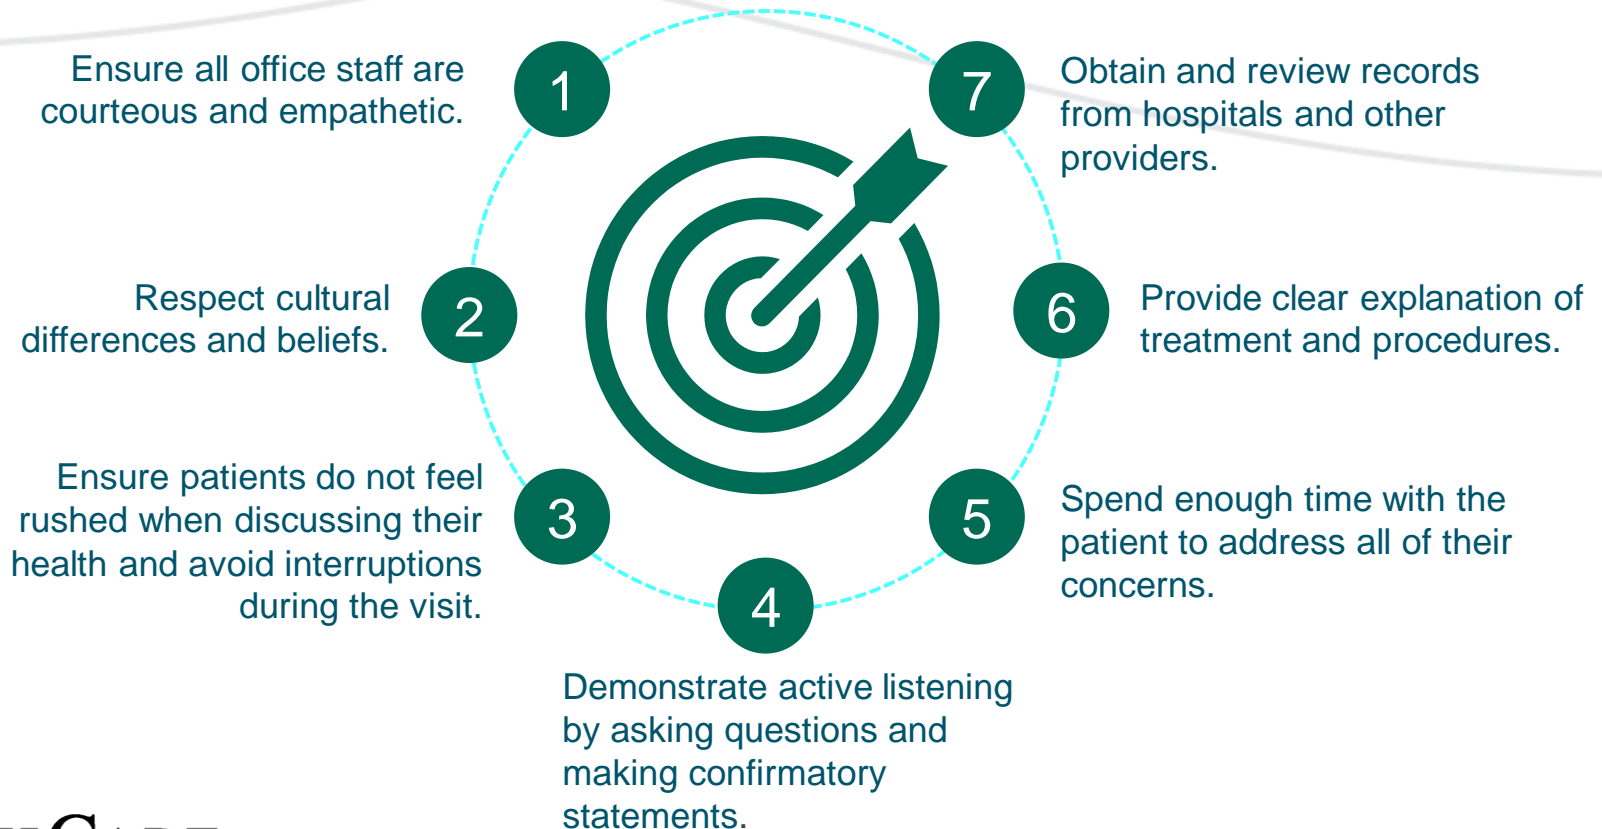 1
Ensure all office staff are
courteous and empathetic.
2
Respect cultural
differences and beliefs.
3
Ensure patients do not feel
rushed when discussing their
health and avoid interruptions
during the visit.
4
Demonstrate active listening
by asking questions and
making confirmatory
statements.
5
Spend enough time with the
patient to address all of their
concerns.
6
Provide clear explanation of
treatment and procedures.
7
Obtain and review records
from hospitals and other
providers.